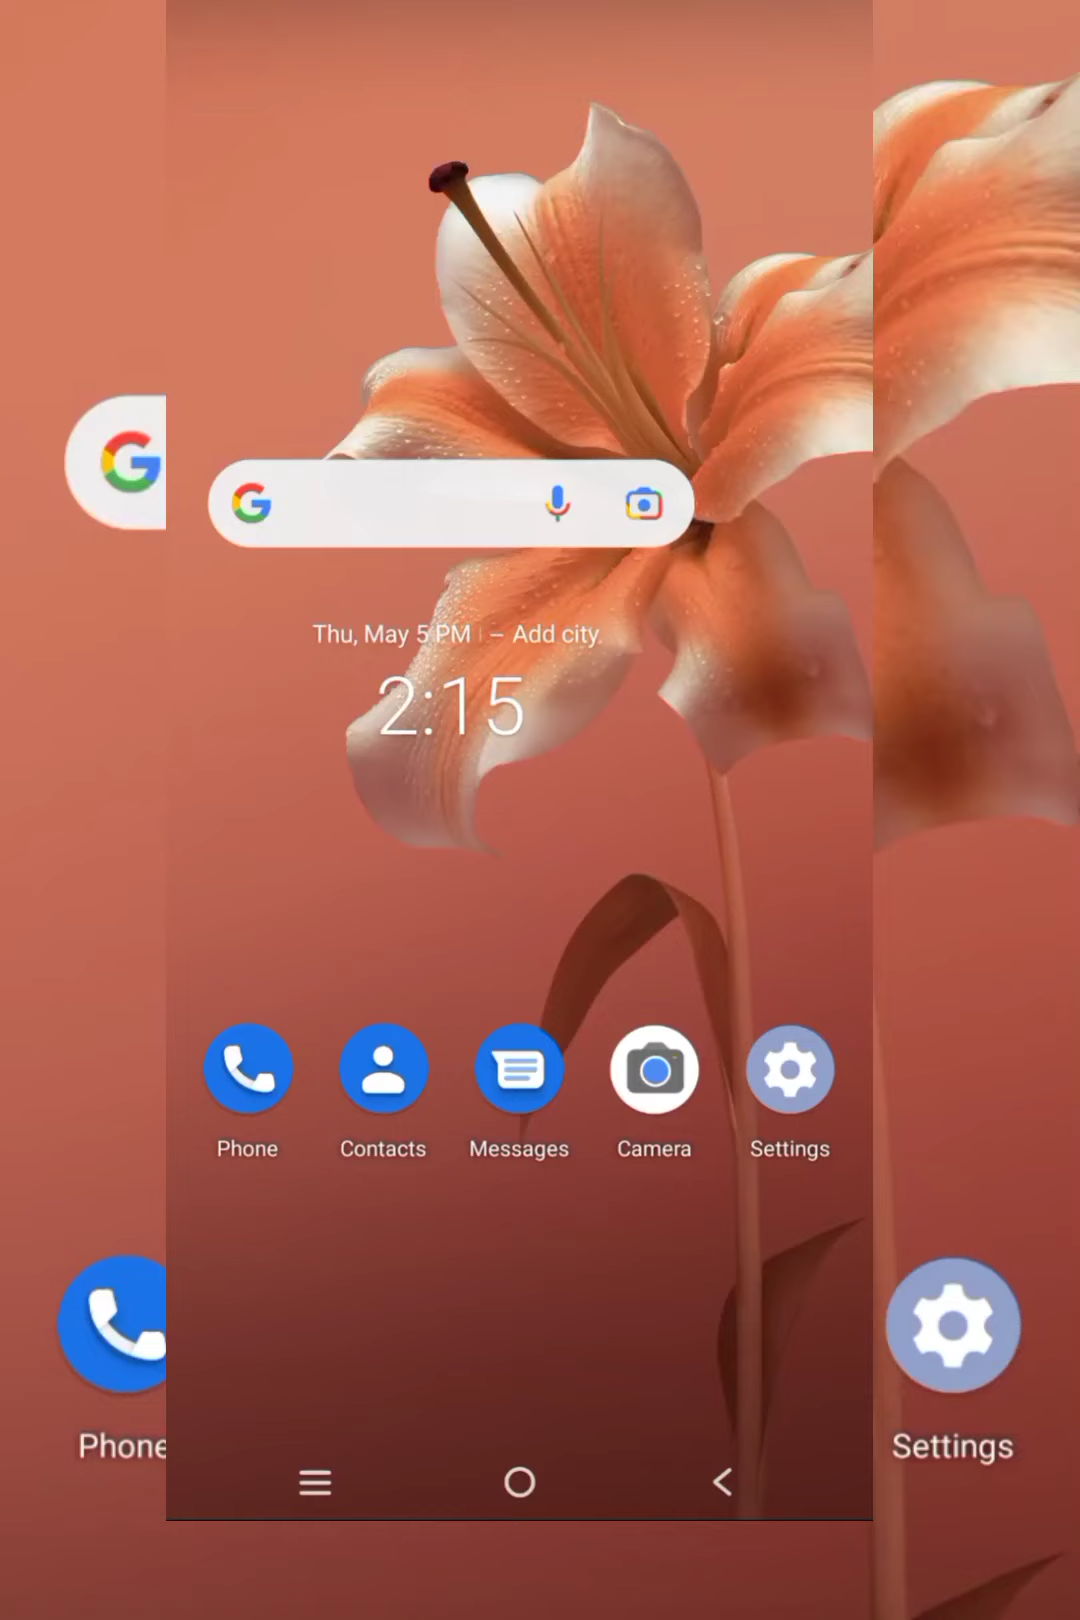 Thu, May 5 PM | – Add city.
2:15
Phone
Contacts
Messages
Camera
Settings
Phone
Settings